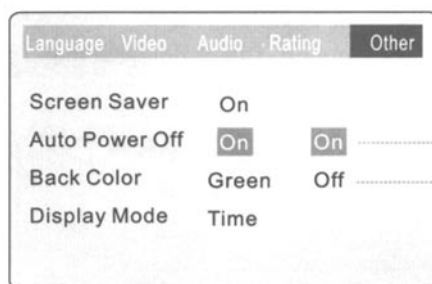 Language Video Audio Rating Other
Screen Saver On
Auto Power Off On On
Back Color Green Off
Display Mode Time